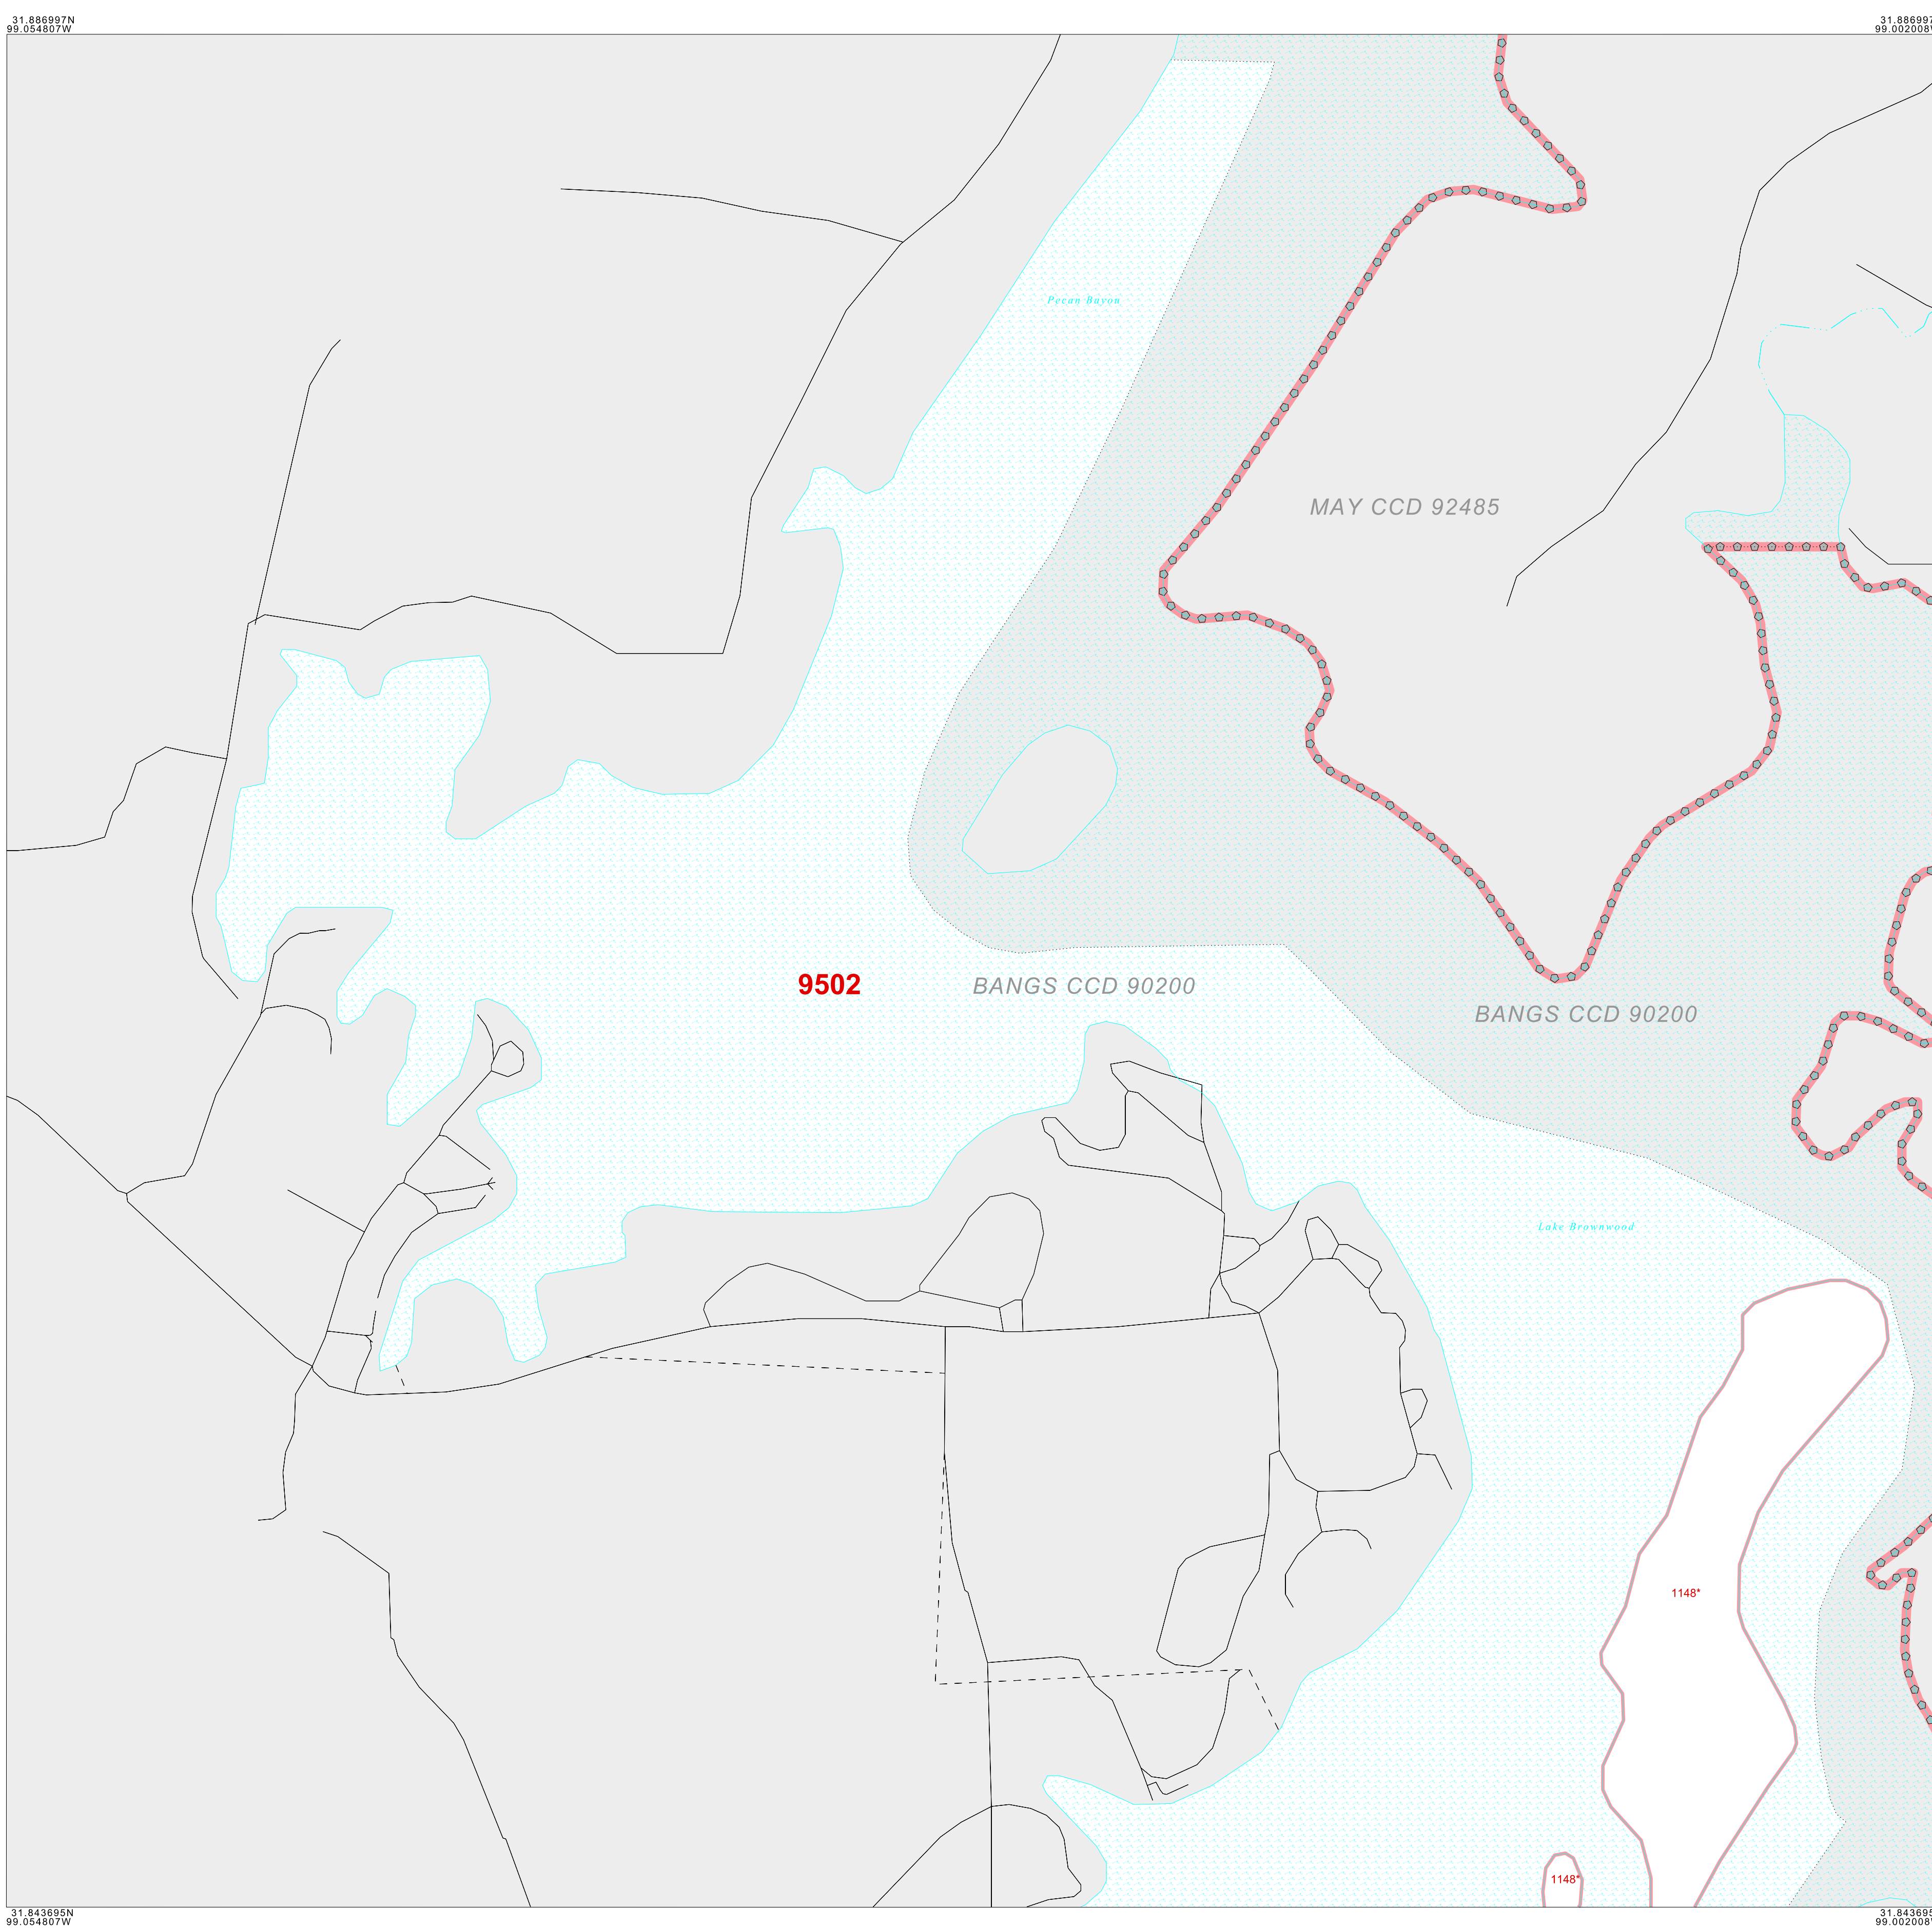 31.886997N
99.054807W
31.886997
99.002008
Pecan Bayou
MAY CCD 92485
9502
BANGS CCD 90200
BANGS CCD 90200
Lake Brownwood
1148*
1148*
31.843695N
99.054807W
31.843695
99.002008